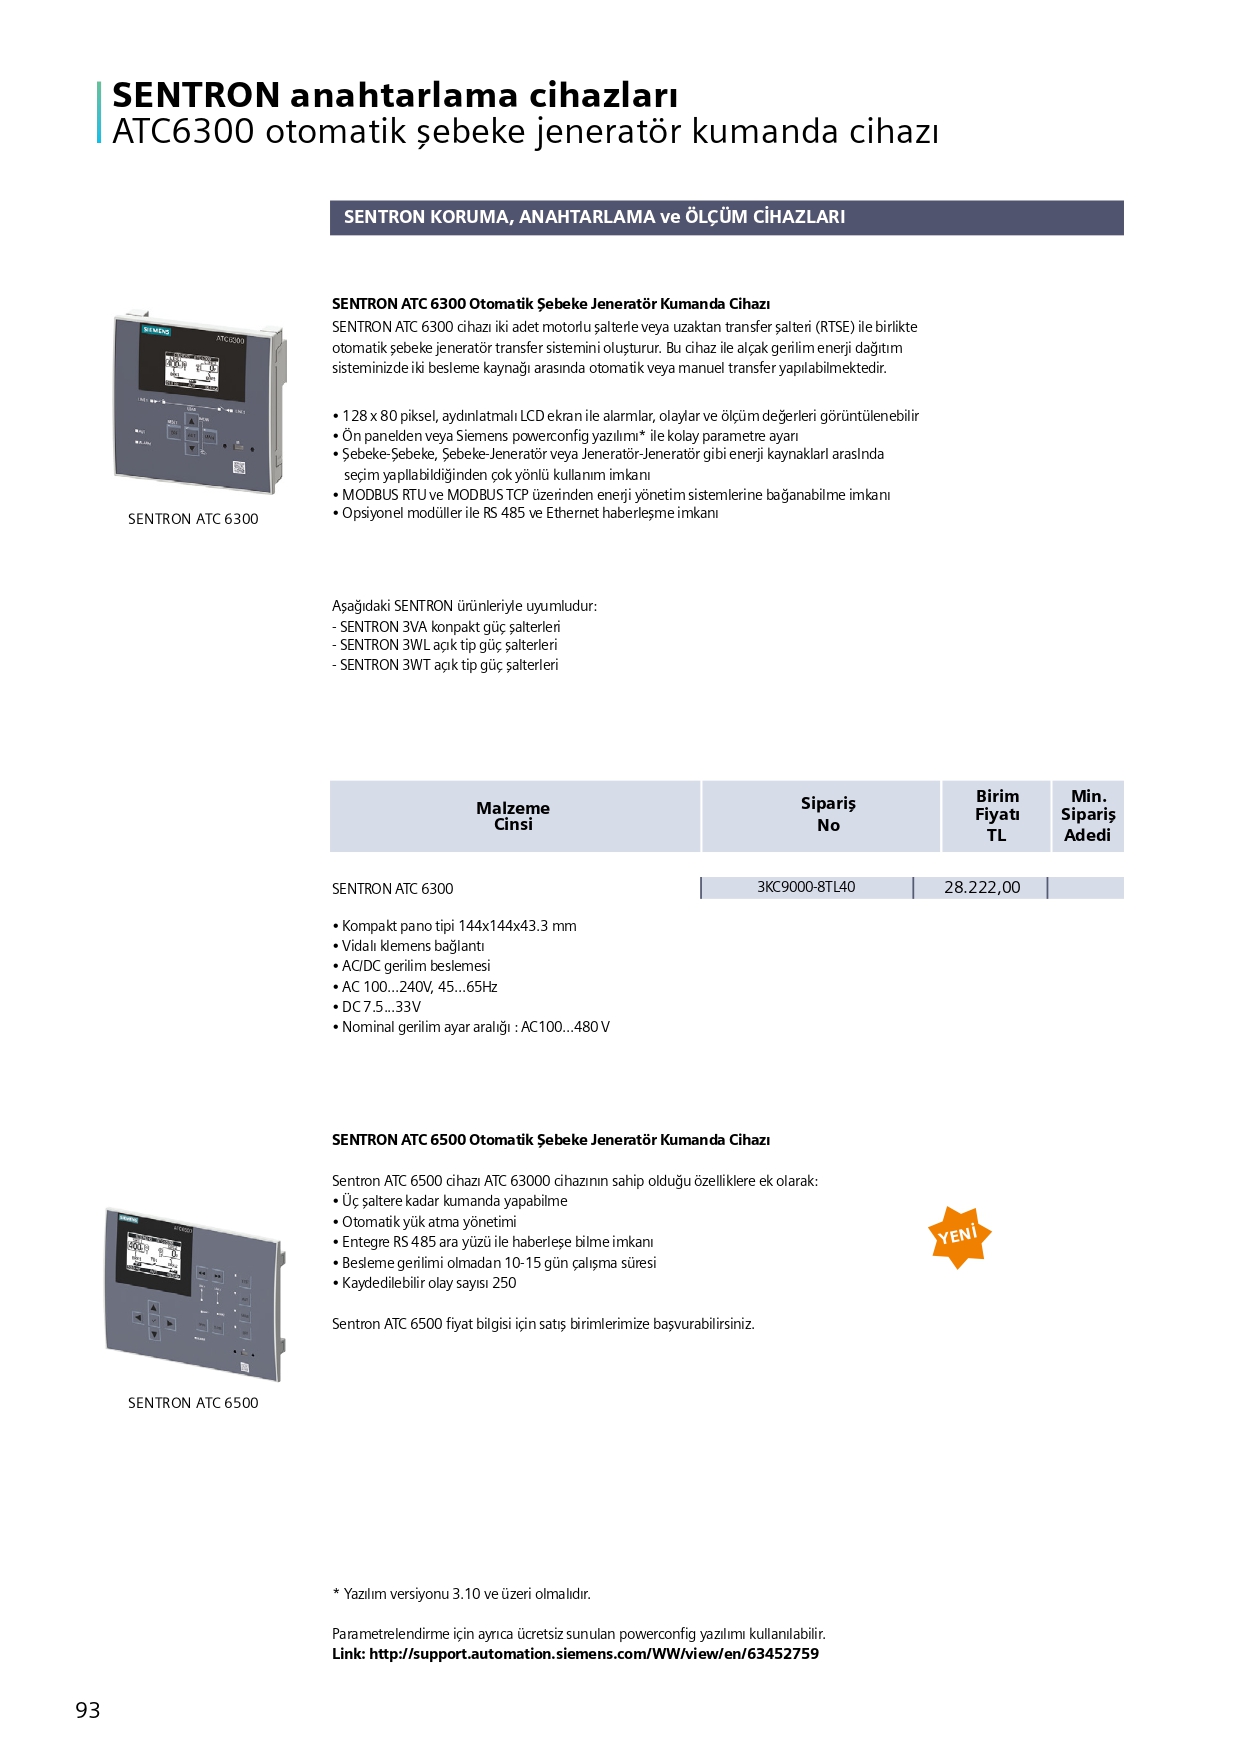 SENTRON anahtarlama cihazları
ATC6300 otomatik şebeke jeneratör kumanda cihazı
SENTRON KORUMA, ANAHTARLAMA ve ÖLÇÜM CİHAZLARI
SENTRON ATC 6300 Otomatik Şebeke Jeneratör Kumanda Cihazı
SENTRON ATC 6300 cihazı iki adet motorlu şalterle veya uzaktan transfer şalteri (RTSE) ile birlikte
otomatik şebeke jeneratör transfer sistemini oluşturur. Bu cihaz ile alçak gerilim enerji dağıtım
sisteminizde iki besleme kaynağı arasında otomatik veya manuel transfer yapılabilmektedir.
SIEMENS
ATC6300
• 128 x 80 piksel, aydınlatmalı LCD ekran ile alarmlar, olaylar ve ölçüm değerleri görüntülenebilir
• Ön panelden veya Siemens powerconfig yazılımı* ile kolay parametre ayarı
• Şebeke-Şebeke, Şebeke-Jeneratör veya Jeneratör-Jeneratör gibi enerji kaynaklarI arasInda
seçim yapIlabildiğinden çok yönlü kullanım imkanı
• MODBUS RTU ve MODBUS TCP üzerinden enerji yönetim sistemlerine bağanabilme imkanı
• Opsiyonel modüller ile RS 485 ve Ethernet haberleşme imkanı
SENTRON ATC 6300
Aşağıdaki SENTRON ürünleriyle uyumludur:
- SENTRON 3VA konpakt güç şalterleri
- SENTRON 3WL açık tip güç şalterleri
- SENTRON 3WT açık tip güç şalterleri
Malzeme
Cinsi
Sipariş
No
Birim
Fiyatı
TL
Min.
Sipariş
Adedi
SENTRON ATC 6300 3KC9000-8TL40 28.222,00
• Kompakt pano tipi 144x144x43.3 mm
• Vidalı klemens bağlantı
• AC/DC gerilim beslemesi
• AC 100...240V, 45...65Hz
• DC 7.5...33V
• Nominal gerilim ayar aralığı : AC100...480 V
SENTRON ATC 6500 Otomatik Şebeke Jeneratör Kumanda Cihazı
Sentron ATC 6500 cihazı ATC 63000 cihazının sahip olduğu özelliklere ek olarak:
• Üç şaltere kadar kumanda yapabilme
• Otomatik yük atma yönetimi
• Entegre RS 485 ara yüzü ile haberleşe bilme imkanı
• Besleme gerilimi olmadan 10-15 gün çalışma süresi
• Kaydedilebilir olay sayısı 250
YENİ
SIEMENS
ATC6500
Sentron ATC 6500 fiyat bilgisi için satış birimlerimize başvurabilirsiniz.
SENTRON ATC 6500
* Yazılım versiyonu 3.10 ve üzeri olmalıdır.
Parametrelendirme için ayrıca ücretsiz sunulan powerconfig yazılımı kullanılabilir.
Link: http://support.automation.siemens.com/WW/view/en/63452759
93